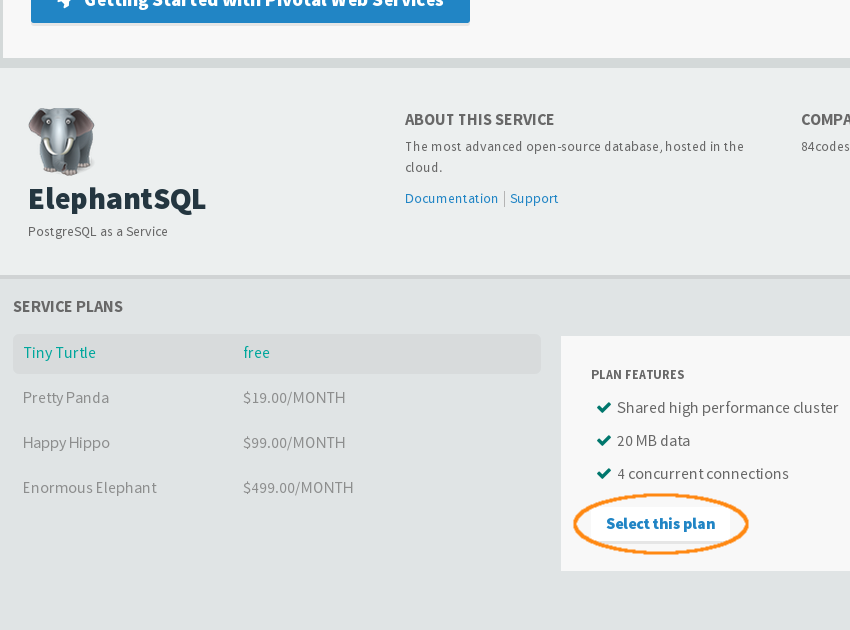 Getting Started with Pivotal Web Services
ElephantSQL
PostgreSQL as a Service
ABOUT THIS SERVICE
The most advanced open-source database, hosted in the
cloud.
Documentation | Support
COMPA
84codes
SERVICE PLANS
Tiny Turtle free
Pretty Panda $19.00/MONTH
Happy Hippo $99.00/MONTH
Enormous Elephant $499.00/MONTH
PLAN FEATURES
Shared high performance cluster
20 MB data
4 concurrent connections
Select this plan